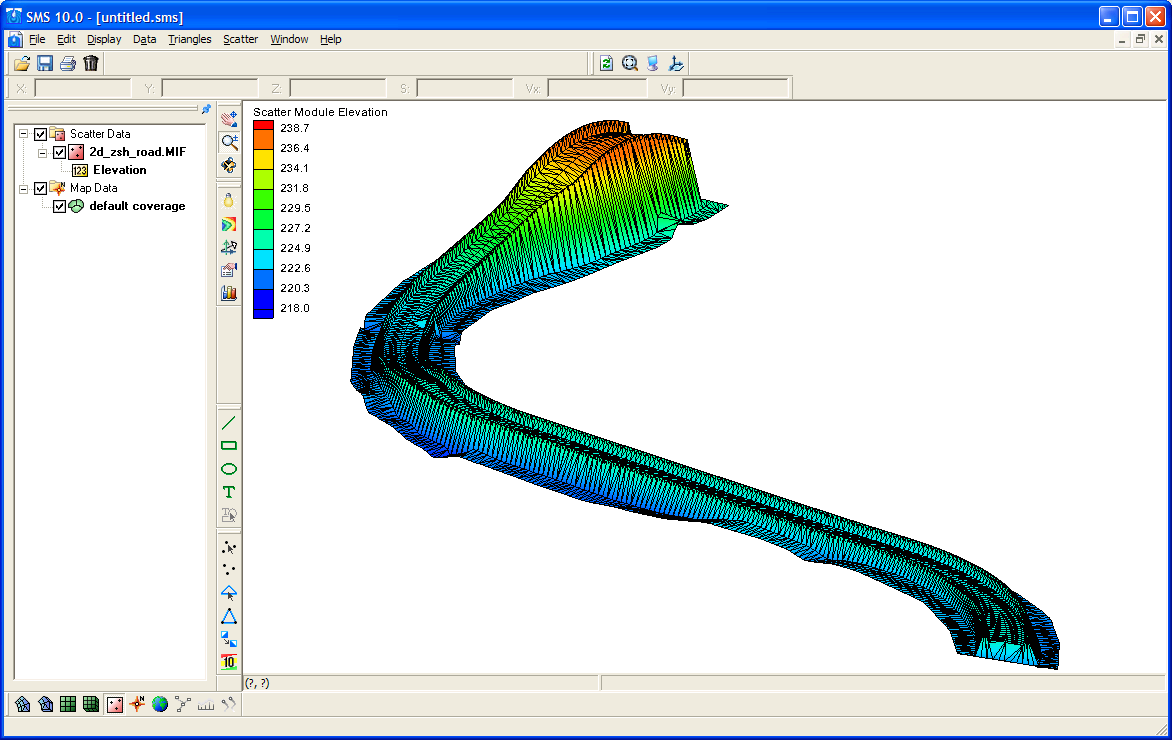 SMS 10.0 - [untitled.sms]
File Edit Display Data Triangles Scatter Window Help
X: Y: Z: S: Vx: Vy:
Scatter Data
2d_zsh_road.MIF
123 Elevation
Map Data
N
default coverage
T
10
Scatter Module Elevation
238.7
236.4
234.1
231.8
229.5
227.2
224.9
222.6
220.3
218.0
(?, ?)
N